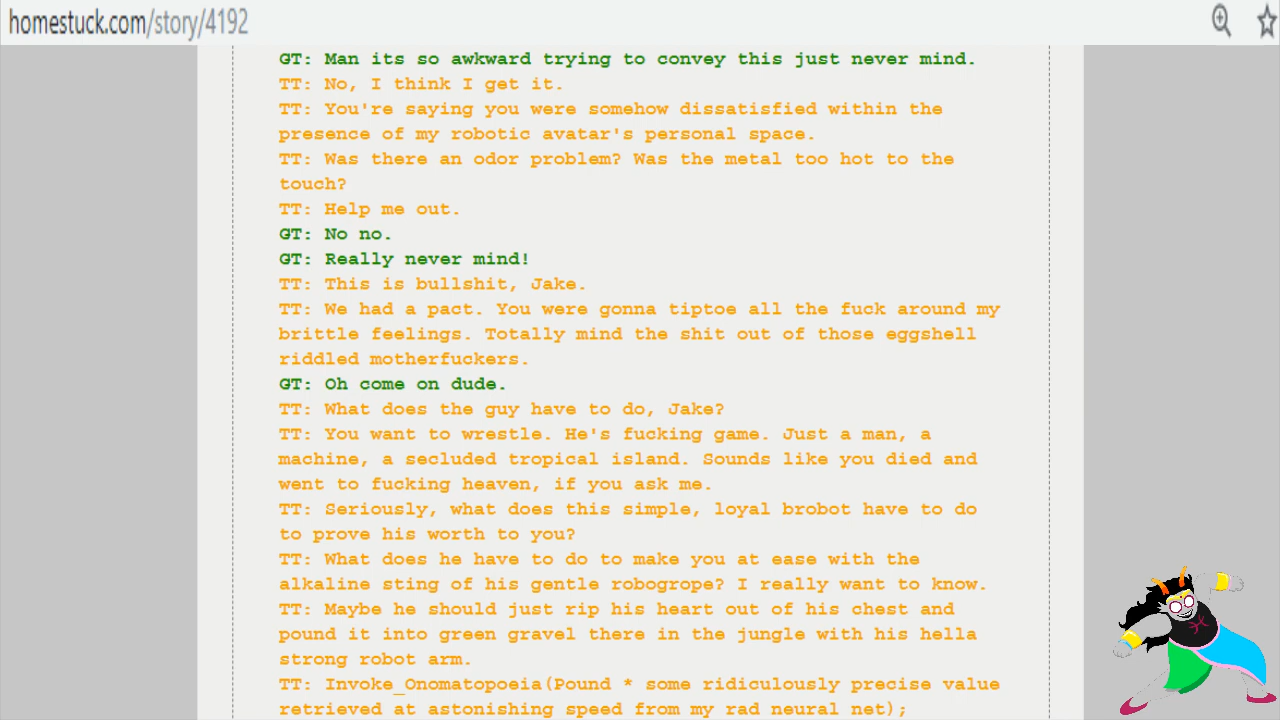 homestuck.com/story/4192
GT: Man its so awkward trying to convey this just never mind.
TT: No, I think I get it.
TT: You're saying you were somehow dissatisfied within the
presence of my robotic avatar's personal space.
TT: Was there an odor problem? Was the metal too hot to the
touch?
TT: Help me out.
GT: No no.
GT: Really never mind!
TT: This is bullshit, Jake.
TT: We had a pact. You were gonna tiptoe all the fuck around my
brittle feelings. Totally mind the shit out of those eggshell
riddled motherfuckers.
GT: Oh come on dude.
TT: What does the guy have to do, Jake?
TT: You want to wrestle. He's fucking game. Just a man, a
machine, a secluded tropical island. Sounds like you died and
went to fucking heaven, if you ask me.
TT: Seriously, what does this simple, loyal brobot have to do
to prove his worth to you?
TT: What does he have to do to make you at ease with the
alkaline sting of his gentle robogrope? I really want to know.
TT: Maybe he should just rip his heart out of his chest and
pound it into green gravel there in the jungle with his hella
strong robot arm.
TT: Invoke_Onomatopoeia(Pound * some ridiculously precise value
retrieved at astonishing speed from my rad neural net);